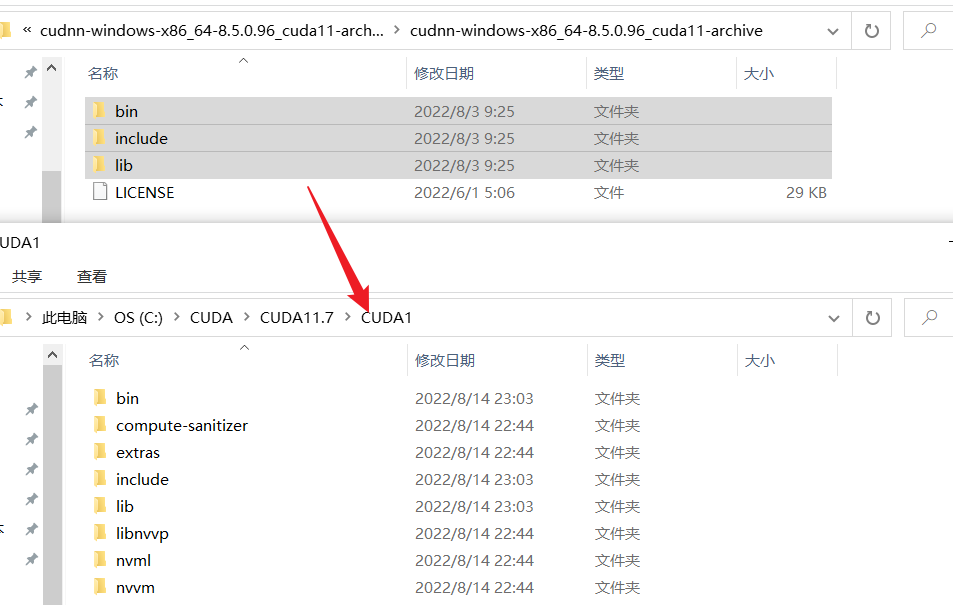 « cudnn-windows-x86_64-8.5.0.96_cuda11-arch... > cudnn-windows-x86_64-8.5.0.96_cuda11-archive
名称 修改日期 类型 大小
bin 2022/8/3 9:25 文件夹
include 2022/8/3 9:25 文件夹
lib 2022/8/3 9:25 文件夹
LICENSE 2022/6/1 5:06 文件 29 KB
UDA1
共享 查看
> 此电脑 > OS (C:) > CUDA > CUDA11.7 > CUDA1
名称 修改日期 类型 大小
bin 2022/8/14 23:03 文件夹
compute-sanitizer 2022/8/14 22:44 文件夹
extras 2022/8/14 22:44 文件夹
include 2022/8/14 23:03 文件夹
lib 2022/8/14 23:03 文件夹
libnvvp 2022/8/14 22:44 文件夹
nvml 2022/8/14 22:44 文件夹
nvvm 2022/8/14 22:44 文件夹